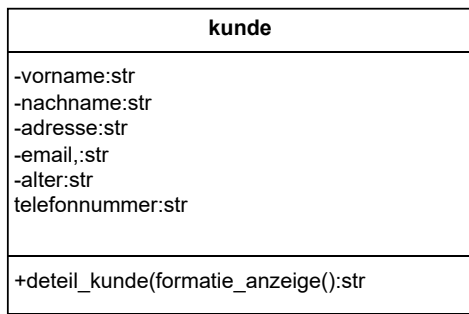 kunde
-vorname:str
-nachname:str
-adresse:str
-email,:str
-alter:str
telefonnummer:str
+deteil_kunde(formatie_anzeige():str